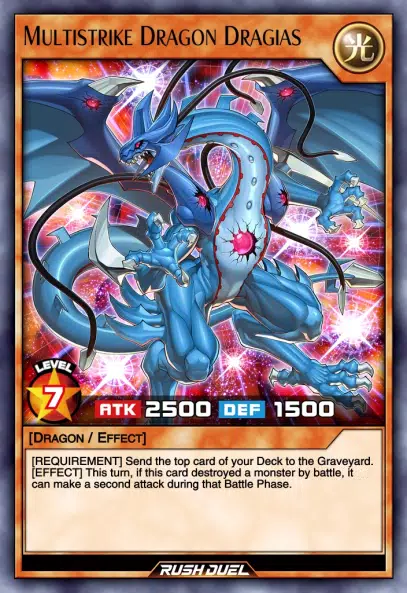 MULTISTRIKE DRAGON DRAGIAS
光
LEVEL
7
ATK 2500 DEF 1500
[DRAGON / EFFECT]
[REQUIREMENT] Send the top card of your Deck to the Graveyard.
[EFFECT] This turn, if this card destroyed a monster by battle, it
can make a second attack during that Battle Phase.
RUSH DUEL